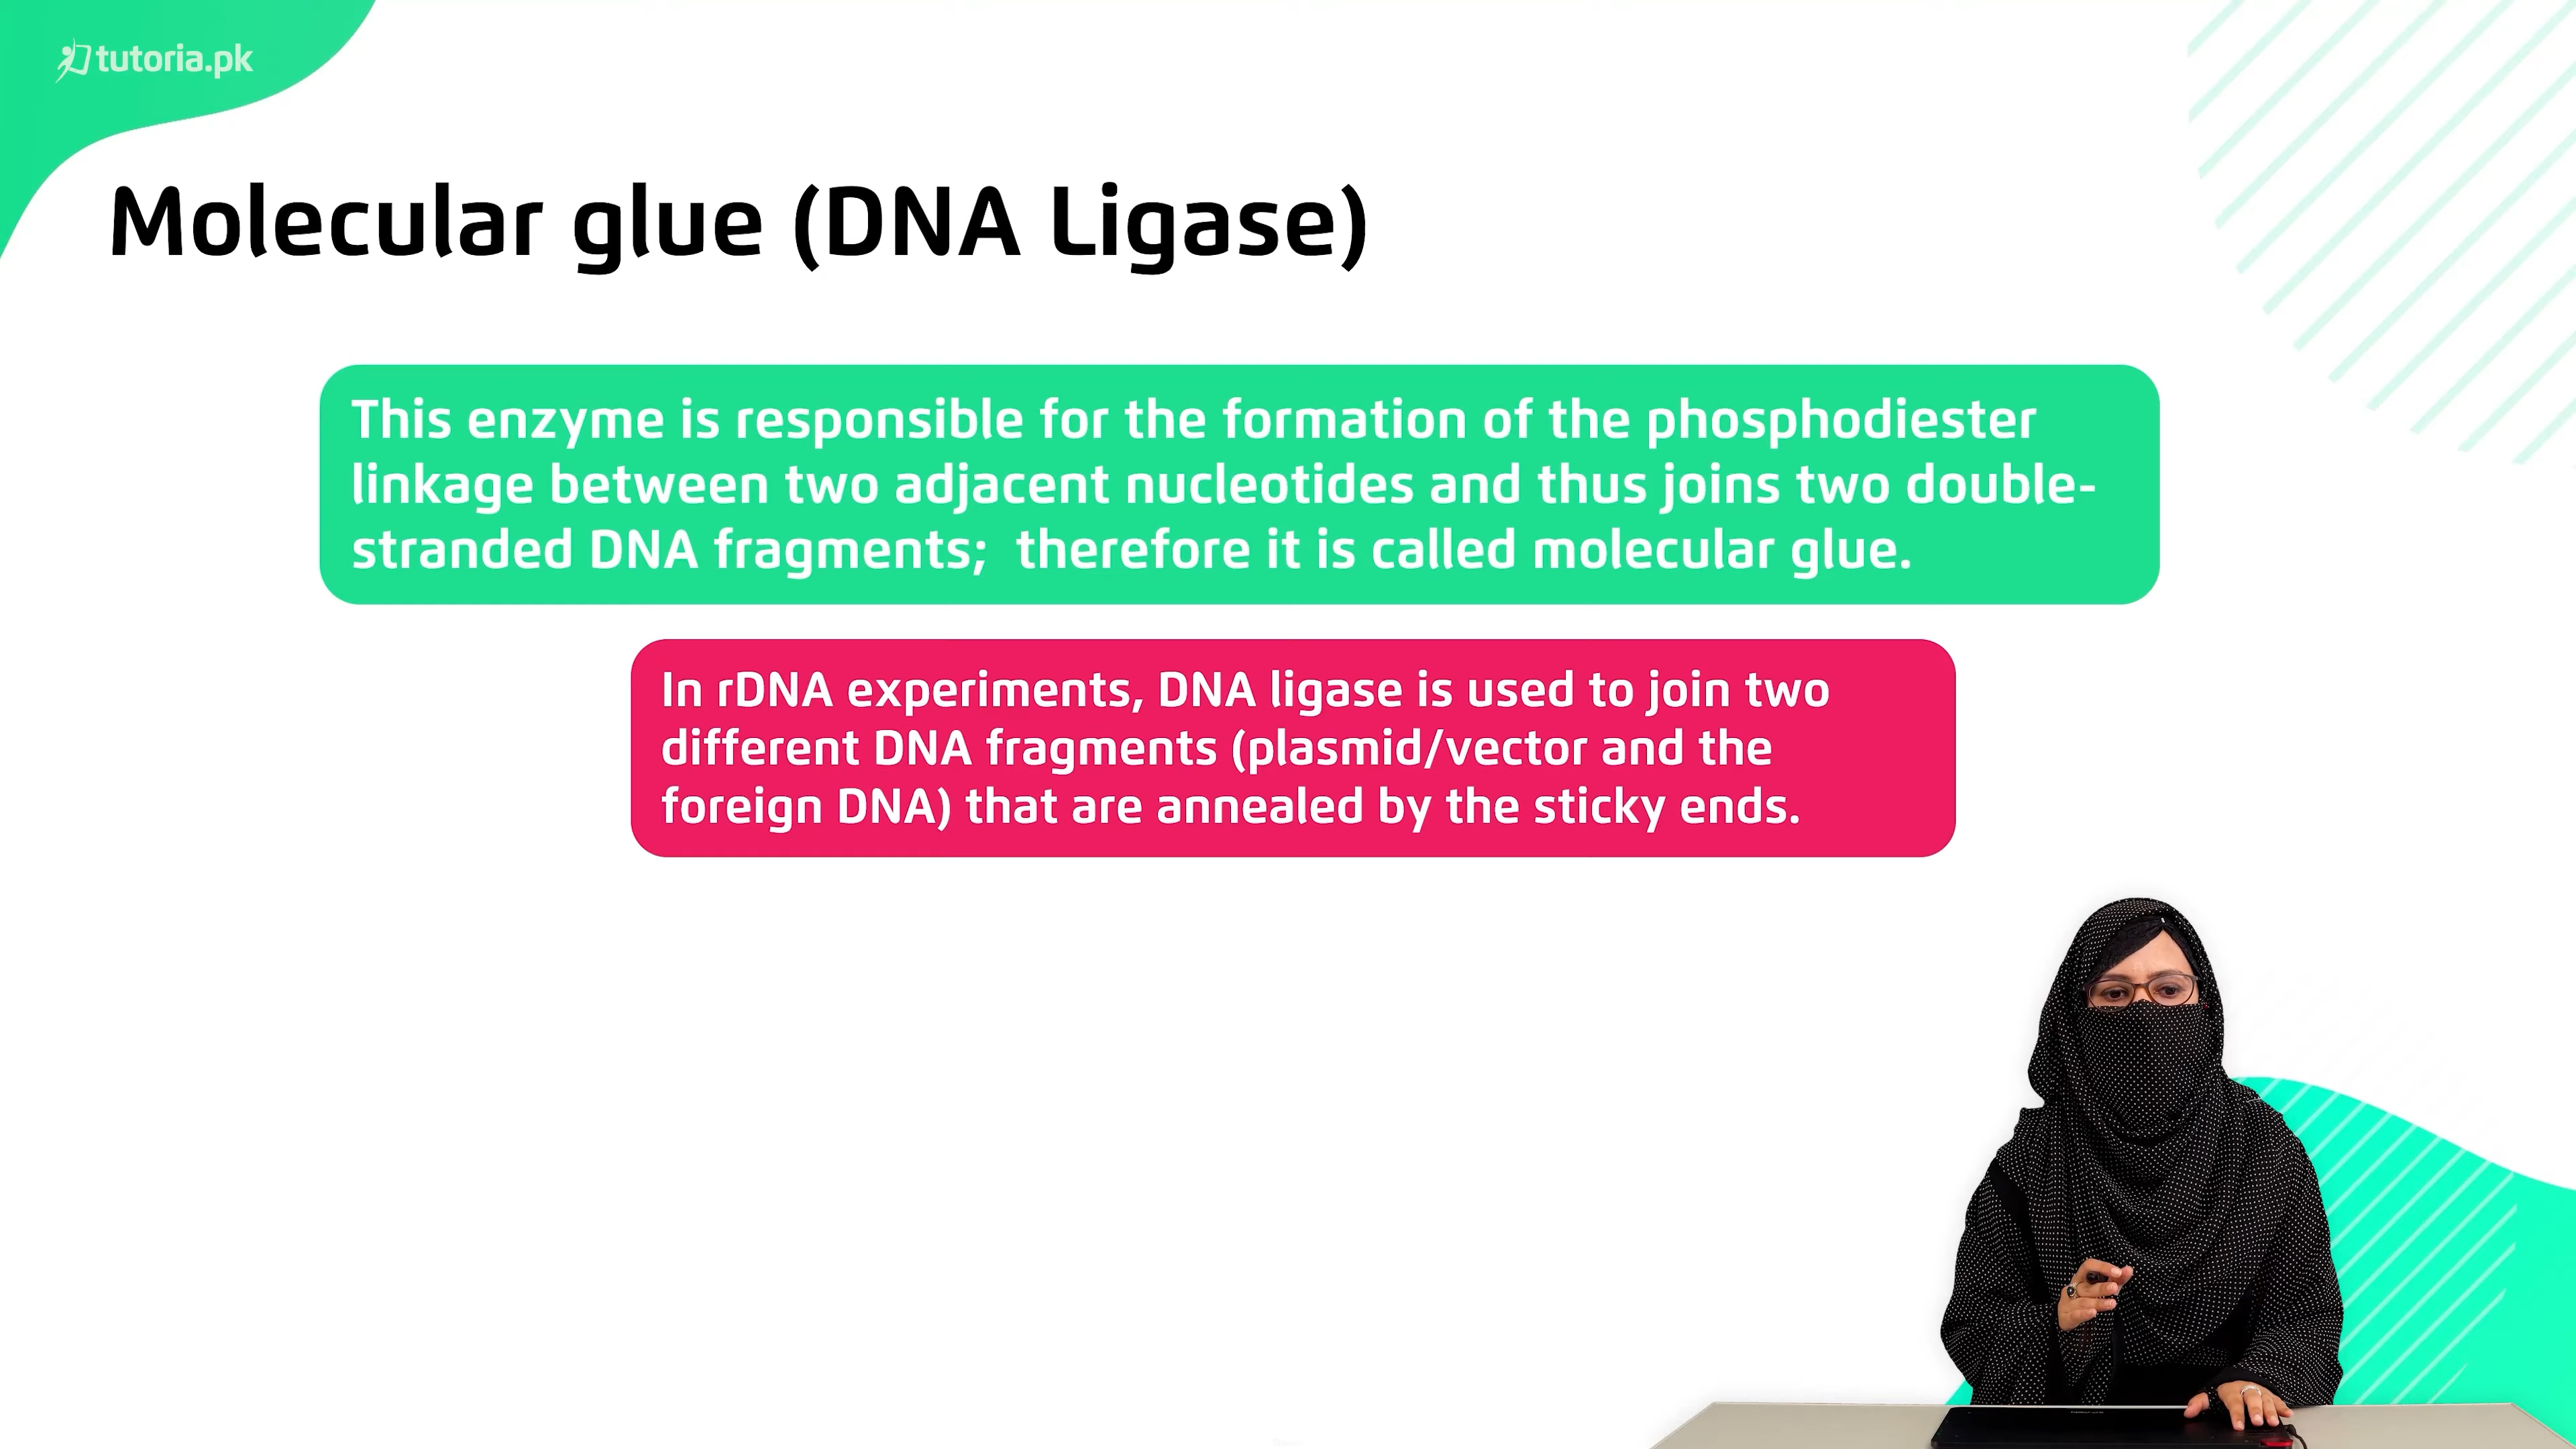 tutoria.pk
Molecular glue (DNA Ligase)
This enzyme is responsible for the formation of the phosphodiester
linkage between two adjacent nucleotides and thus joins two double-
stranded DNA fragments;  therefore it is called molecular glue.
In rDNA experiments, DNA ligase is used to join two
different DNA fragments (plasmid/vector and the
foreign DNA) that are annealed by the sticky ends.